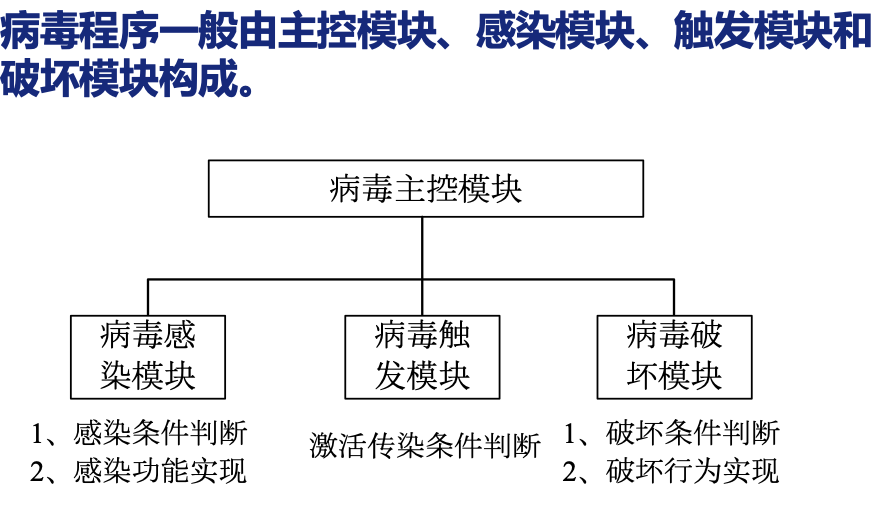 病毒程序一般由主控模块、感染模块、触发模块和
破坏模块构成。
病毒主控模块
病毒感
染模块
病毒触
发模块
病毒破
坏模块
1、感染条件判断
2、感染功能实现
激活传染条件判断
1、破坏条件判断
2、破坏行为实现